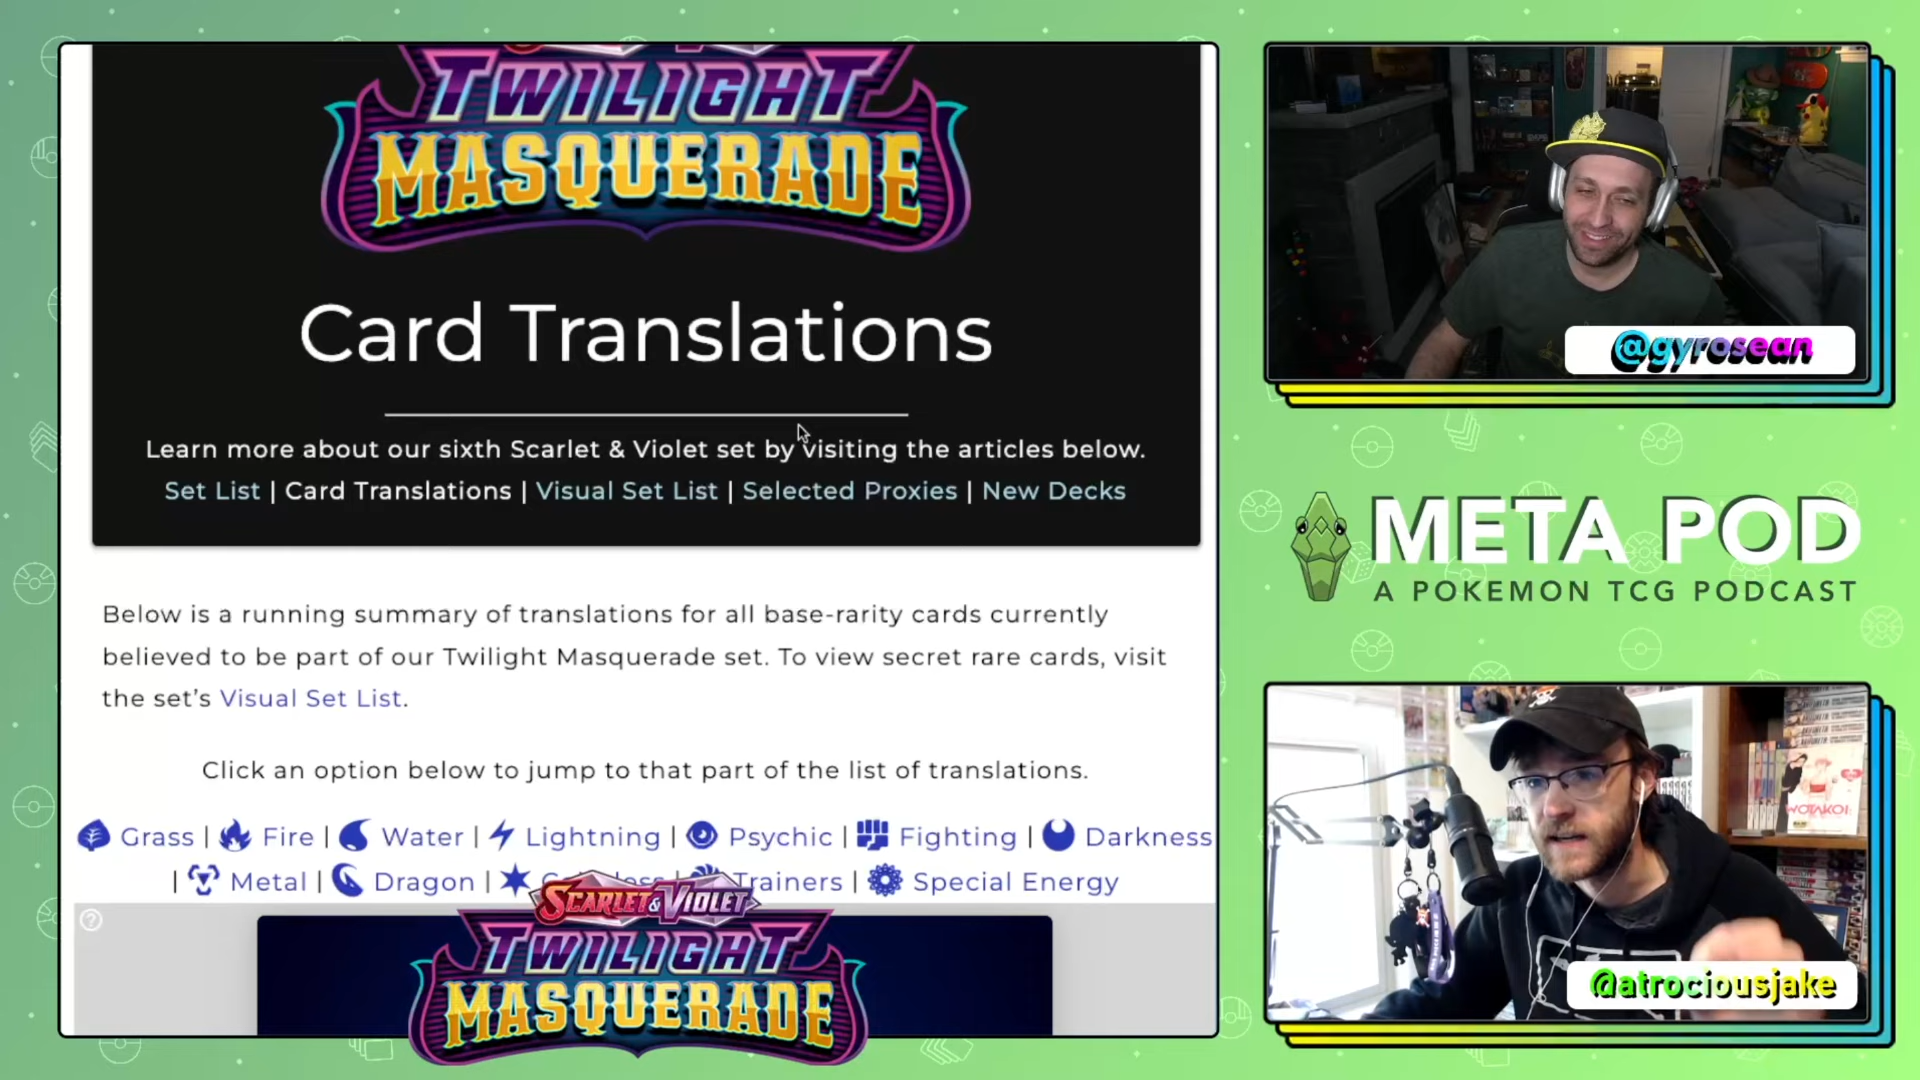 TWILIGHT
MASQUERADE
Card Translations
Learn more about our sixth Scarlet & Violet set by visiting the articles below.
Set List | Card Translations | Visual Set List | Selected Proxies | New Decks
Below is a running summary of translations for all base-rarity cards currently
believed to be part of our Twilight Masquerade set. To view secret rare cards, visit
the set’s Visual Set List.
Click an option below to jump to that part of the list of translations.
Grass | Fire | Water | Lightning | Psychic | Fighting | Darkness
| Metal | Dragon | Trainers | Special Energy
?
SCARLET & VIOLET
TWILIGHT
MASQUERADE
@gyrosean
META POD
A POKEMON TCG PODCAST
WOTAKOI
@atrociousjake